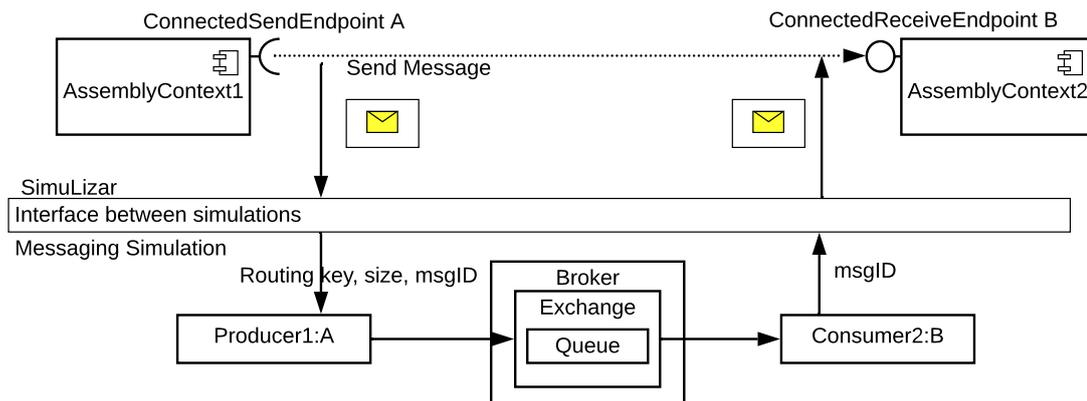 ConnectedSendEndpoint A
ConnectedReceiveEndpoint B
AssemblyContext1
Send Message
AssemblyContext2
SimuLizar
Interface between simulations
Messaging Simulation
Routing key, size, msgID
Broker
msgID
Exchange
Producer1:A
Queue
Consumer2:B